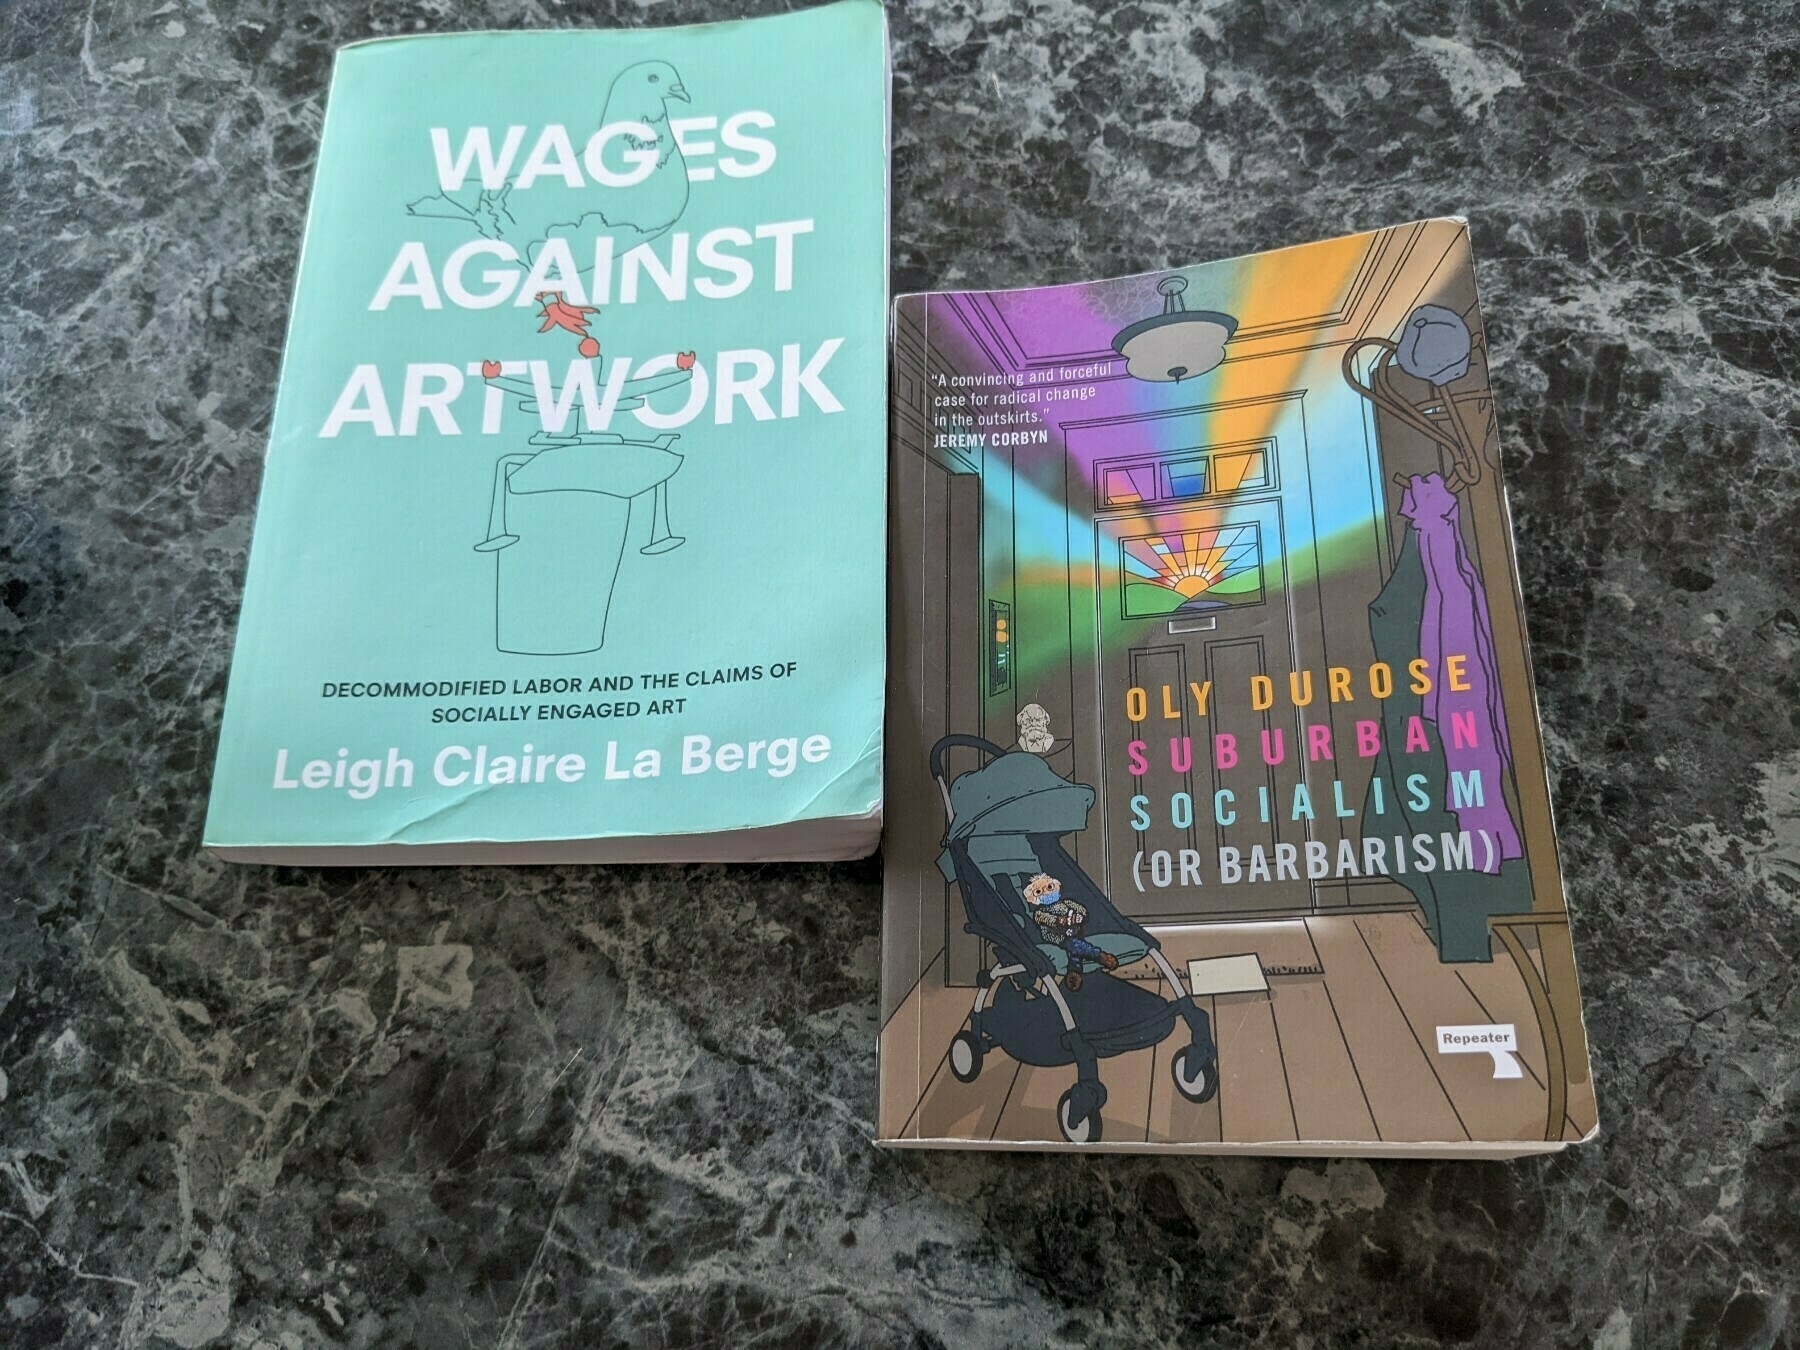 WAGES
AGAINST
ARTWORK
DECOMMODIFIED LABOR AND THE CLAIMS OF
SOCIALLY ENGAGED ART
Leigh Claire La Berge
“A convincing and forceful
case for radical change
in the outskirts.”
JEREMY CORBYN
OLY DUROSE
SUBURBAN
SOCIALISM
(OR BARBARISM)
Repeater